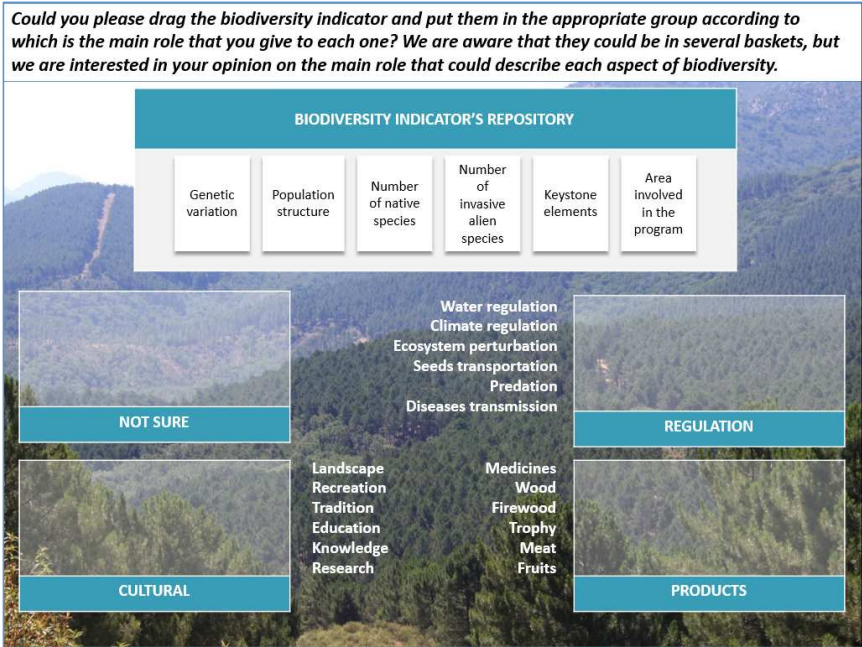 Could you please drag the biodiversity indicator and put them in the appropriate group according to
which is the main role that you give to each one? We are aware that they could be in several baskets, but
we are interested in your opinion on the main role that could describe each aspect of biodiversity.
BIODIVERSITY INDICATOR'S REPOSITORY
Genetic
variation
Population
structure
Number
of native
species
Number
of
invasive
alien
species
Keystone
elements
Area
involved
in the
program
Water regulation
Climate regulation
Ecosystem perturbation
Seeds transportation
Predation
Diseases transmission
NOT SURE
REGULATION
Landscape
Recreation
Tradition
Education
Knowledge
Research
Medicines
Wood
Firewood
Trophy
Meat
Fruits
CULTURAL
PRODUCTS